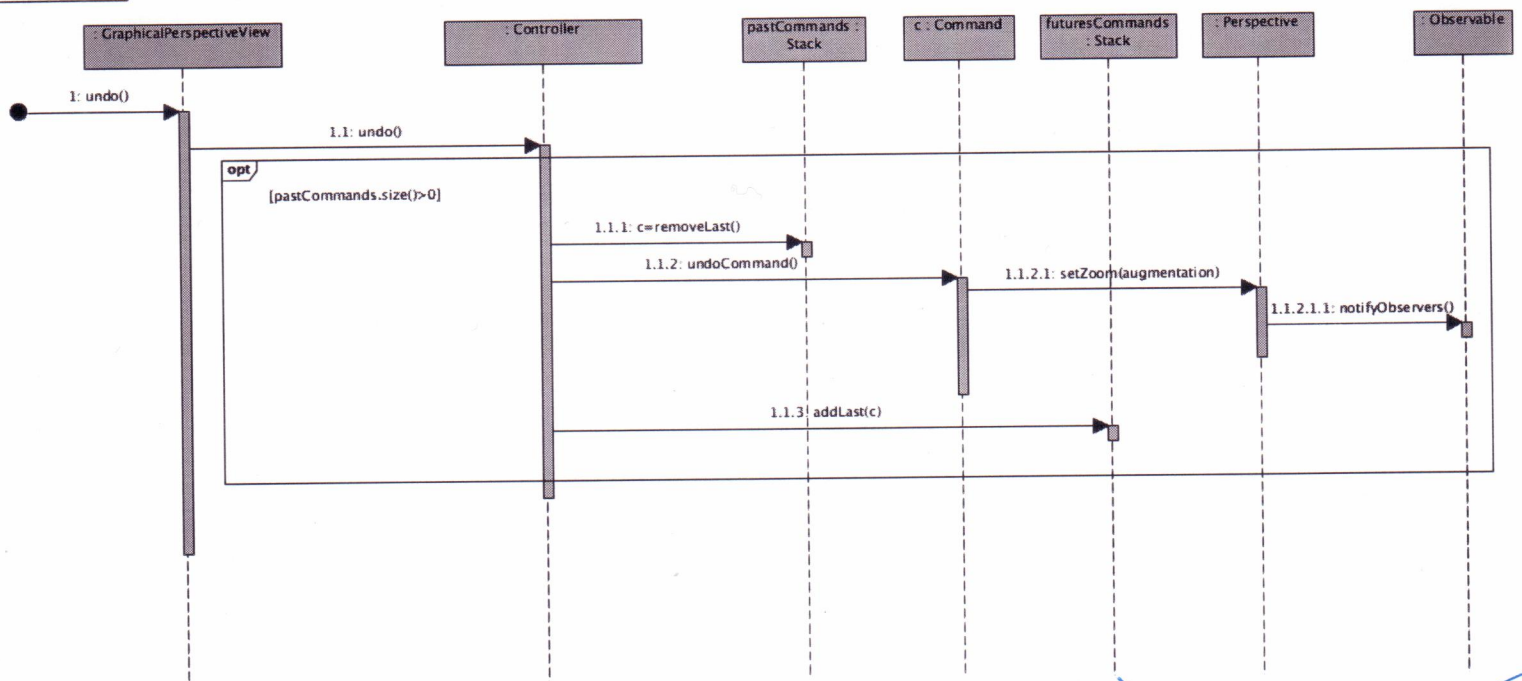 : GraphicalPerspectiveView
: Controller
pastCommands :
Stack
c : Command
futuresCommands
: Stack
: Perspective
: Observable
1: undo()
1.1: undo()
opt
[pastCommands.size()>0]
1.1.1: c=removeLast()
1.1.2: undoCommand()
1.1.2.1: setZoom(augmentation)
1.1.2.1.1: notifyObservers()
1.1.3: addLast(c)